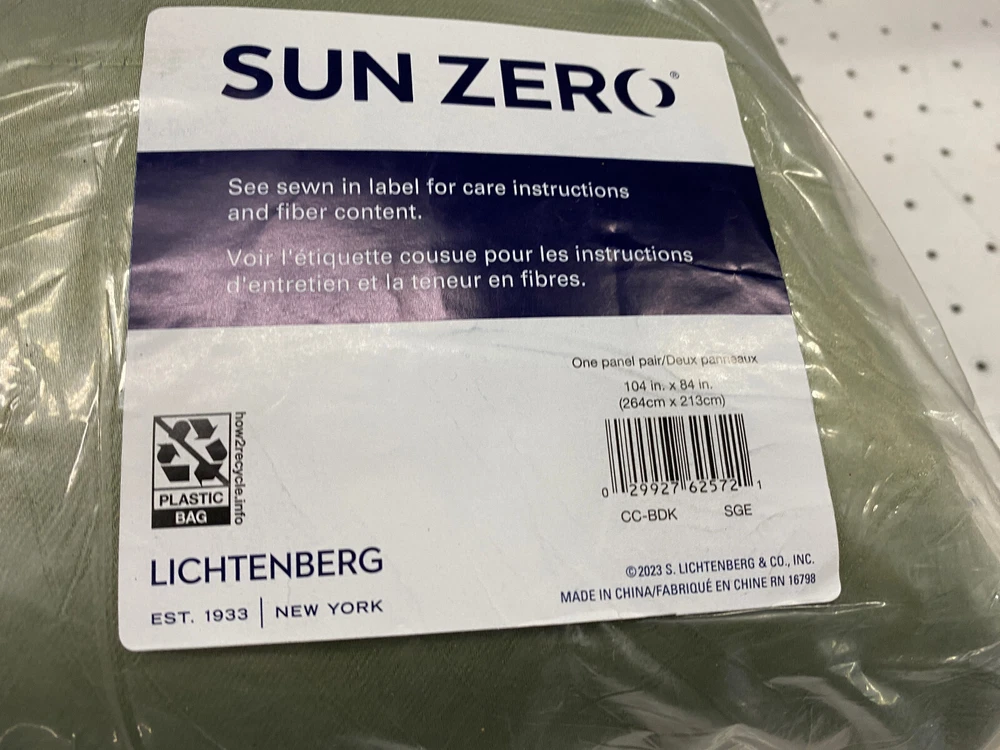 SUN ZERO®
See sewn in label for care instructions
and fiber content.
Voir l'étiquette cousue pour les instructions
d'entretien et la teneur en fibres.
One panel pair/Deux panneaux
104 in. x 84 in.
(264cm x 213cm)
0 29927 62572 1
CC-BDK SGE
how2recycle.info
PLASTIC
BAG
LICHTENBERG
EST. 1933 | NEW YORK
©2023 S. LICHTENBERG & CO., INC.
MADE IN CHINA/FABRIQUÉ EN CHINE RN 16798